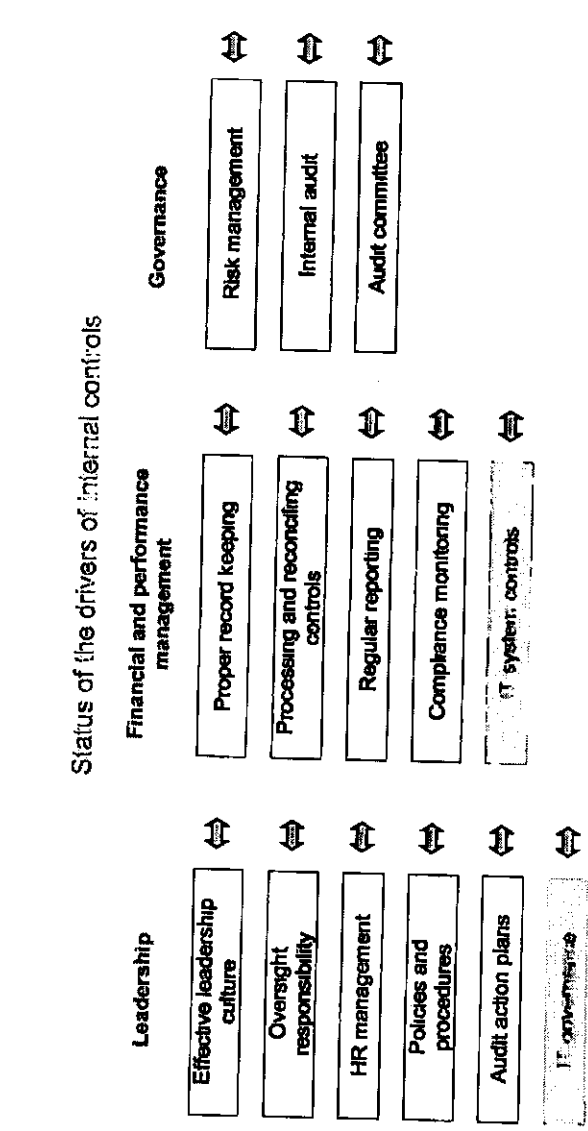 Status of the drivers of internal controls
Leadership
Effective leadership
culture
Oversight
responsibility
HR management
Policies and
procedures
Audit action plans
IT governance
Financial and performance
management
Proper record keeping
Processing and reconciling
controls
Regular reporting
Compliance monitoring
IT system controls
Governance
Risk management
Internal audit
Audit committee